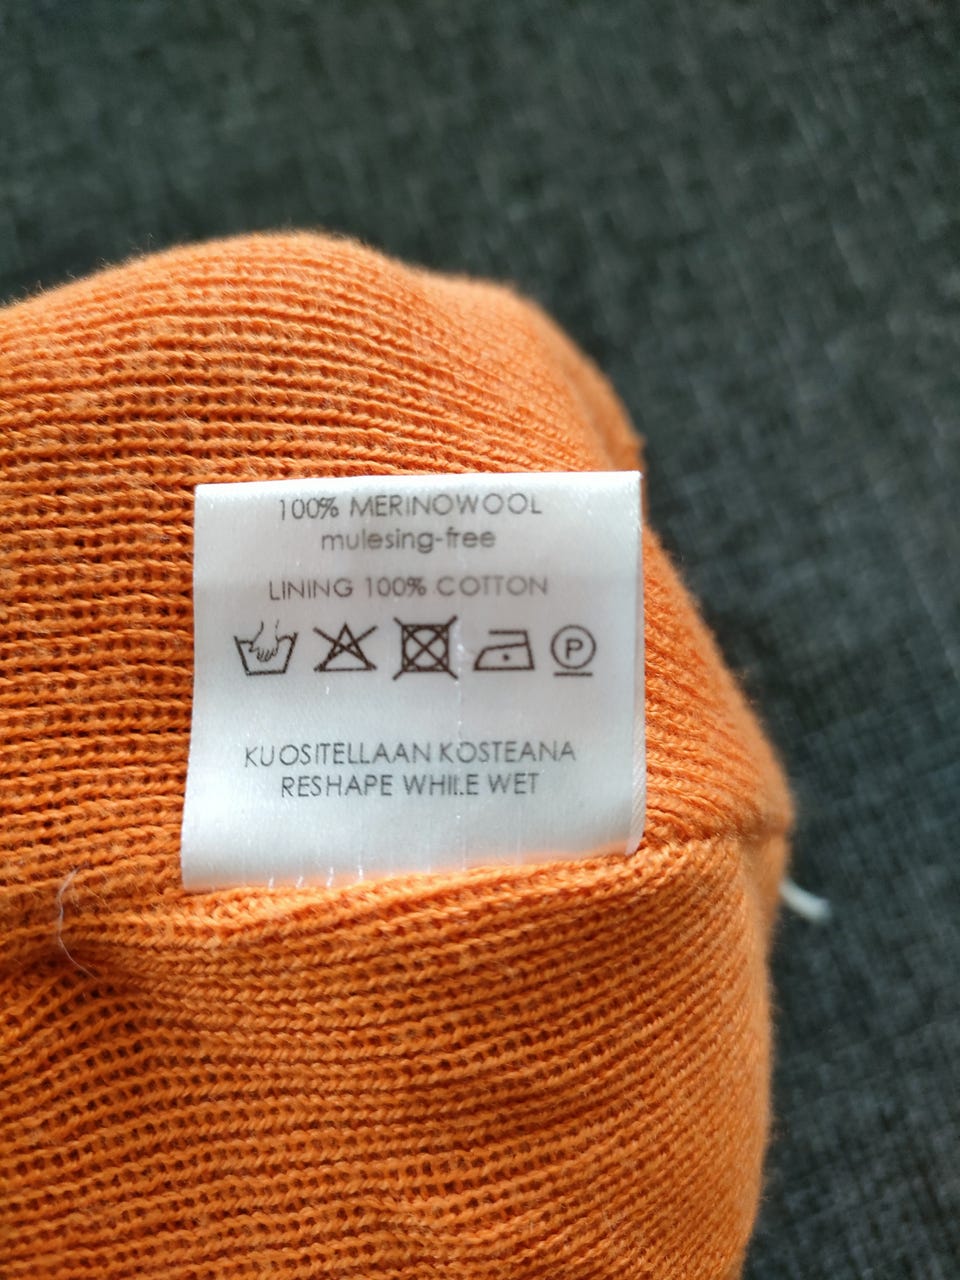 100% MERINOWOOL
mulesing-free
LINING 100% COTTON
P
KUOSITELLAAN KOSTEANA
RESHAPE WHILE WET